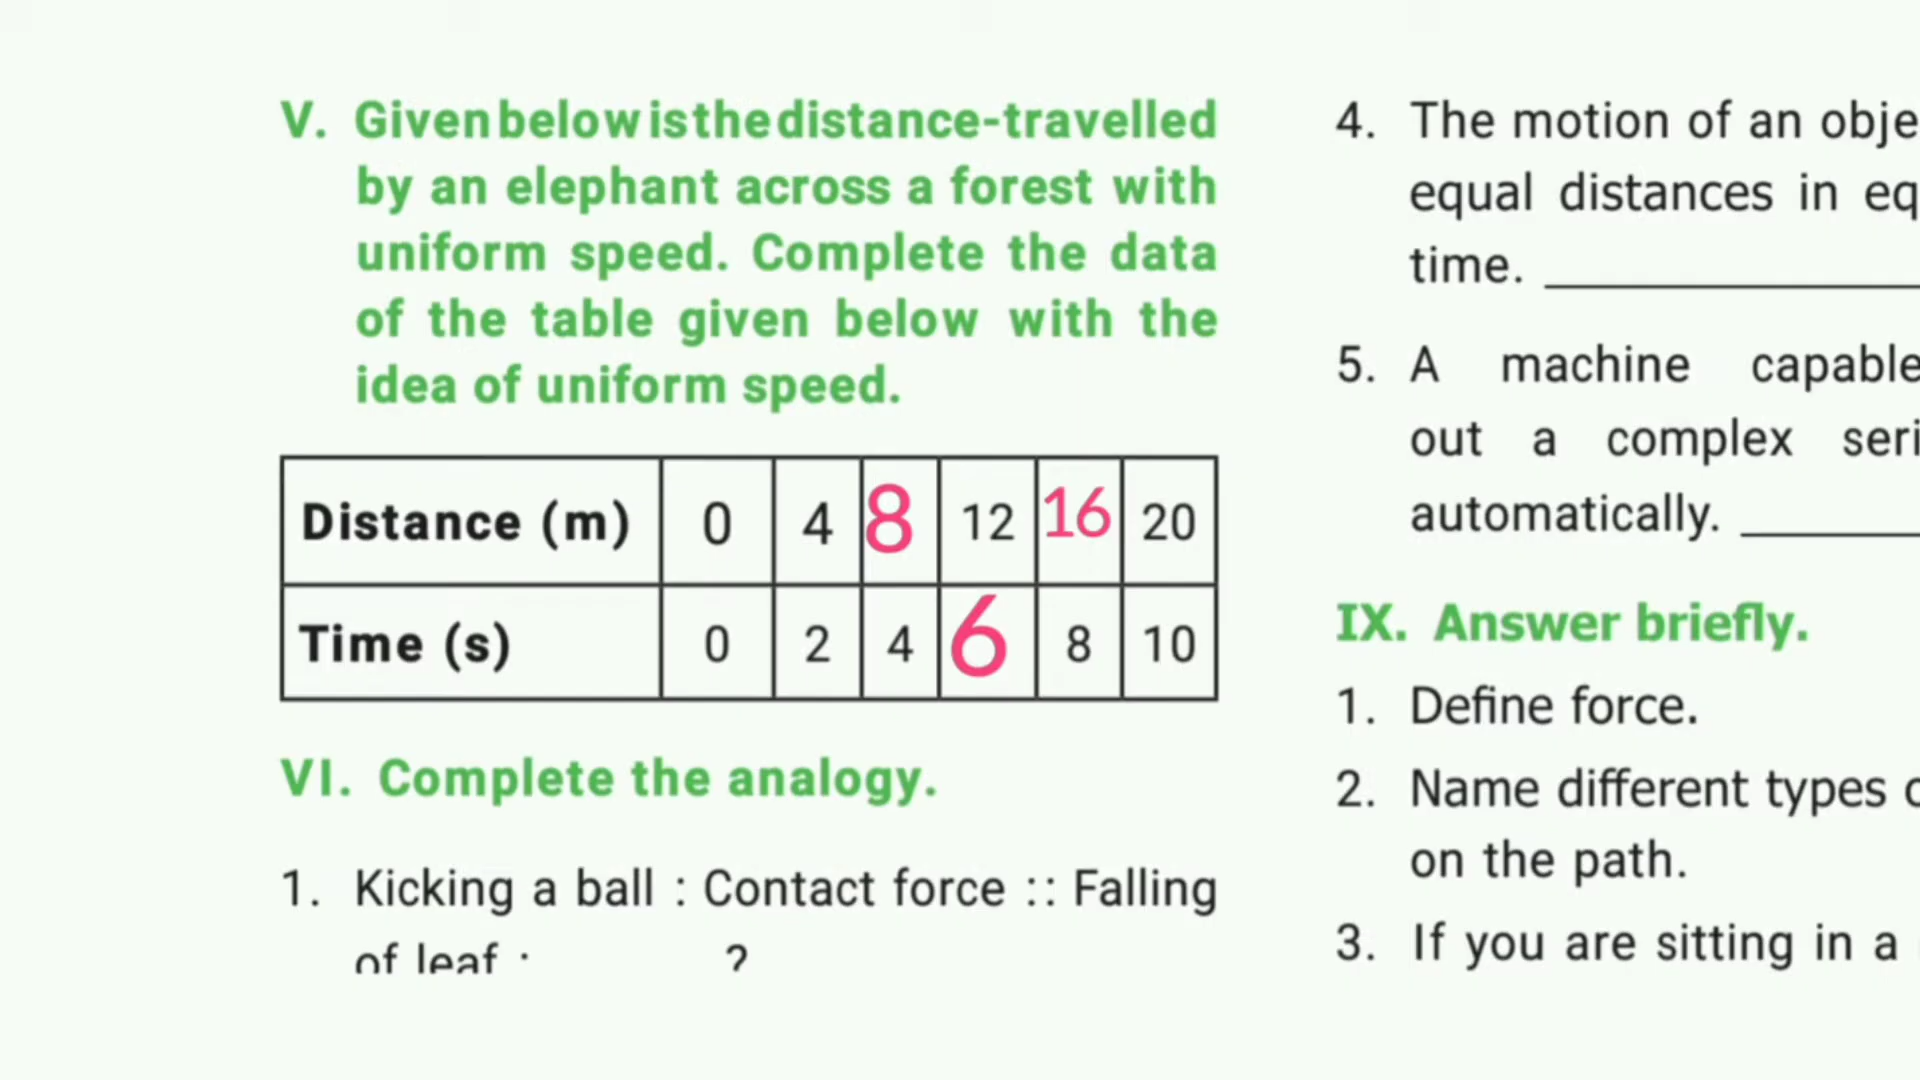 V. Given below is the distance-travelled
by an elephant across a forest with
uniform speed. Complete the data
of the table given below with the
idea of uniform speed.
Distance (m) 0 4 8 12 16 20
Time (s) 0 2 4 6 8 10
VI. Complete the analogy.
1. Kicking a ball : Contact force :: Falling
of leaf : ?
4. The motion of an obje
equal distances in eq
time.
5. A machine capable
out a complex seri
automatically.
IX. Answer briefly.
1. Define force.
2. Name different types
on the path.
3. If you are sitting in a